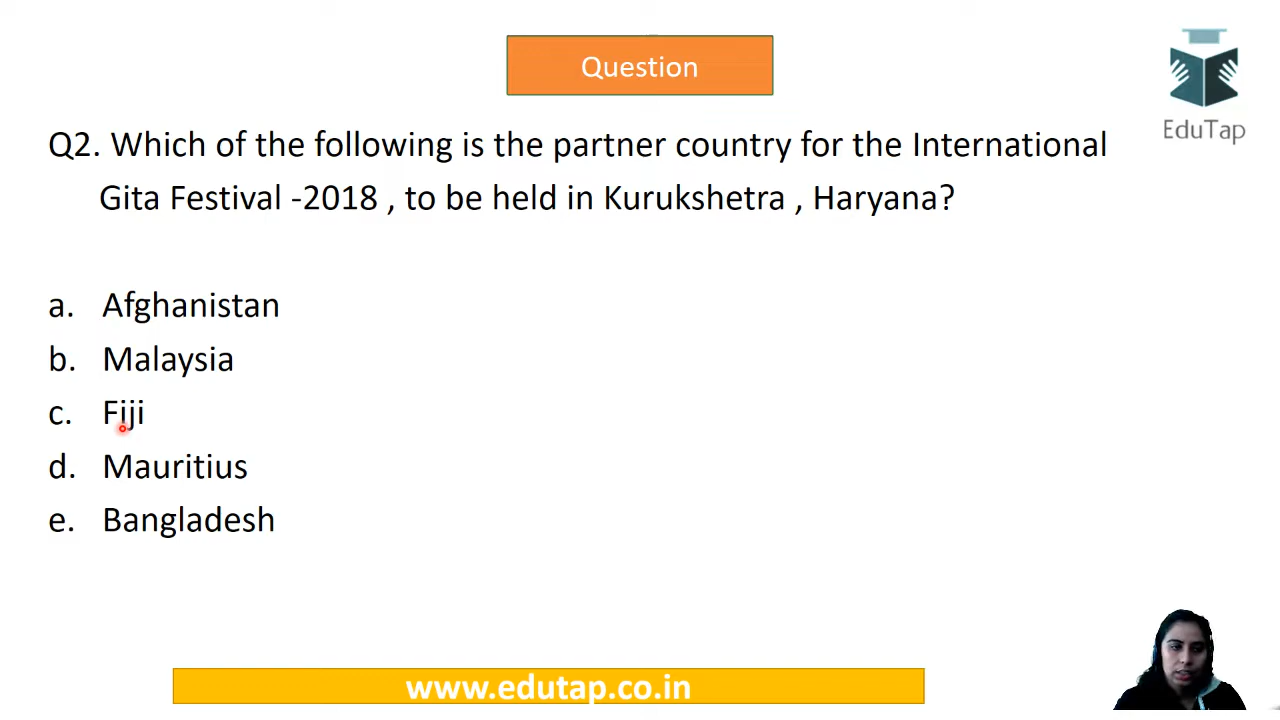 Question
EduTap
Q2. Which of the following is the partner country for the International
Gita Festival -2018 , to be held in Kurukshetra , Haryana?
a. Afghanistan
b. Malaysia
c. Fiji
d. Mauritius
e. Bangladesh
www.edutap.co.in